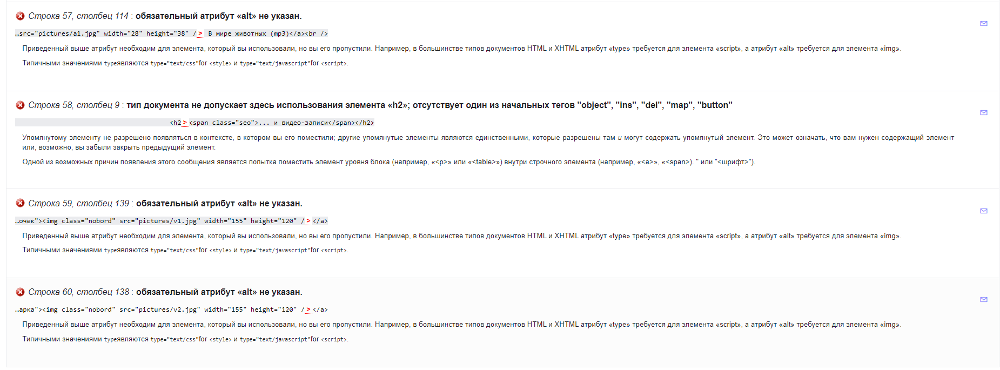 Строка 57, столбец 114 : обязательный атрибут «alt» не указан.
…src="pictures/a1.jpg" width="28" height="38" /> В мире животных (mp3)</a><br />
Приведенный выше атрибут необходим для элемента, который вы использовали, но вы его пропустили. Например, в большинстве типов документов HTML и XHTML атрибут «type» требуется для элемента «script», а атрибут «alt» требуется для элемента «img».
Типичными значениями typeявляются type="text/css"for <style> и type="text/javascript"for <script>.
Строка 58, столбец 9 : тип документа не допускает здесь использования элемента «h2»; отсутствует один из начальных тегов "object", "ins", "del", "map", "button"
<h2><span class="seo">... и видео-записи</span></h2>
Упомянутому элементу не разрешено появляться в контексте, в котором вы его поместили; другие упомянутые элементы являются единственными, которые разрешены там и могут содержать упомянутый элемент. Это может означать, что вам нужен содержащий элемент
или, возможно, вы забыли закрыть предыдущий элемент.
Одной из возможных причин появления этого сообщения является попытка поместить элемент уровня блока (например, «<p>» или «<table>») внутри строчного элемента (например, «<a>», «<span>). " или "<шрифт>").
Строка 59, столбец 139 : обязательный атрибут «alt» не указан.
…очек"><img class="nobord" src="pictures/v1.jpg" width="155" height="120" /></a>
Приведенный выше атрибут необходим для элемента, который вы использовали, но вы его пропустили. Например, в большинстве типов документов HTML и XHTML атрибут «type» требуется для элемента «script», а атрибут «alt» требуется для элемента «img».
Типичными значениями typeявляются type="text/css"for <style> и type="text/javascript"for <script>.
Строка 60, столбец 138 : обязательный атрибут «alt» не указан.
…арка"><img class="nobord" src="pictures/v2.jpg" width="155" height="120" /></a>
Приведенный выше атрибут необходим для элемента, который вы использовали, но вы его пропустили. Например, в большинстве типов документов HTML и XHTML атрибут «type» требуется для элемента «script», а атрибут «alt» требуется для элемента «img».
Типичными значениями typeявляются type="text/css"for <style> и type="text/javascript"for <script>.